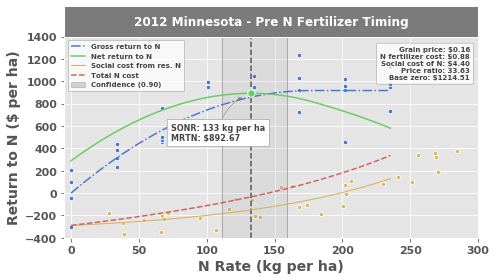 2012 Minnesota - Pre N Fertilizer Timing
Return to N ($ per ha)
1400
1200
1000
800
600
400
200
0
−200
−400
Gross return to N
Net return to N
Social cost from res. N
Total N cost
Confidence (0.90)
Grain price: $0.16
N fertilizer cost: $0.88
Social cost of N: $4.40
Price ratio: 33.63
Base zero: $1214.51
SONR: 133 kg per ha
MRTN: $892.67
0 50 100 150 200 250 300
N Rate (kg per ha)